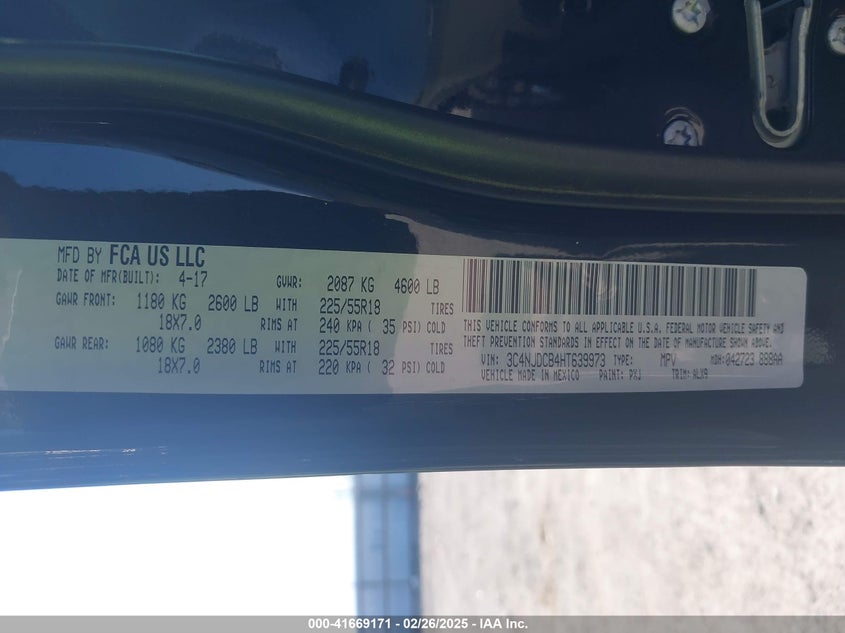 MFD BY FCA US LLC
DATE OF MFR(BUILT): 4-17 GVWR: 2087 KG 4600 LB
GAWR FRONT: 1180 KG 2600 LB WITH 225/55R18 TIRES
18X7.0 RIMS AT 240 KPA ( 35 PSI) COLD
GAWR REAR: 1080 KG 2380 LB WITH 225/55R18 TIRES
18X7.0 RIMS AT 220 KPA ( 32 PSI) COLD
THIS VEHICLE CONFORMS TO ALL APPLICABLE U.S.A. FEDERAL MOTOR VEHICLE SAFETY AND
THEFT PREVENTION STANDARDS IN EFFECT ON THE DATE OF MANUFACTURE SHOWN ABOVE.
VIN: 3C4NJDCB4HT639973 TYPE: MPV MDH: 042723 888AA
VEHICLE MADE IN MEXICO PAINT: PXJ TRIM: ALX9
000-41669171 - 02/26/2025 - IAA Inc.